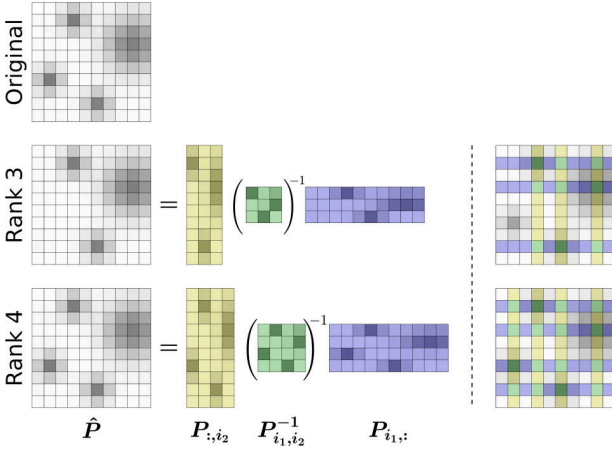 Original
Rank 3
=
( )
-1
Rank 4
=
( )
-1
P̂
P:,i₂
P⁻¹i₁,i₂
Pi₁,: